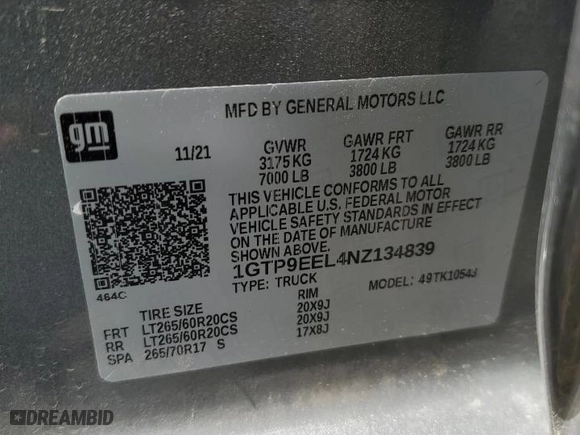 MFD BY GENERAL MOTORS LLC
gm
11/21 GVWR GAWR FRT GAWR RR
3175 KG 1724 KG 1724 KG
7000 LB 3800 LB 3800 LB
THIS VEHICLE CONFORMS TO ALL
APPLICABLE U.S. FEDERAL MOTOR
VEHICLE SAFETY STANDARDS IN EFFECT
ON THE DATE OF MANUFACTURE
SHOWN ABOVE.
1GTP9EEL4NZ134839
464C TYPE: TRUCK MODEL: 49TK10543
TIRE SIZE RIM
FRT LT265/60R20CS 20X9J
RR LT265/60R20CS 20X9J
SPA 265/70R17 S 17X8J
DREAMBID